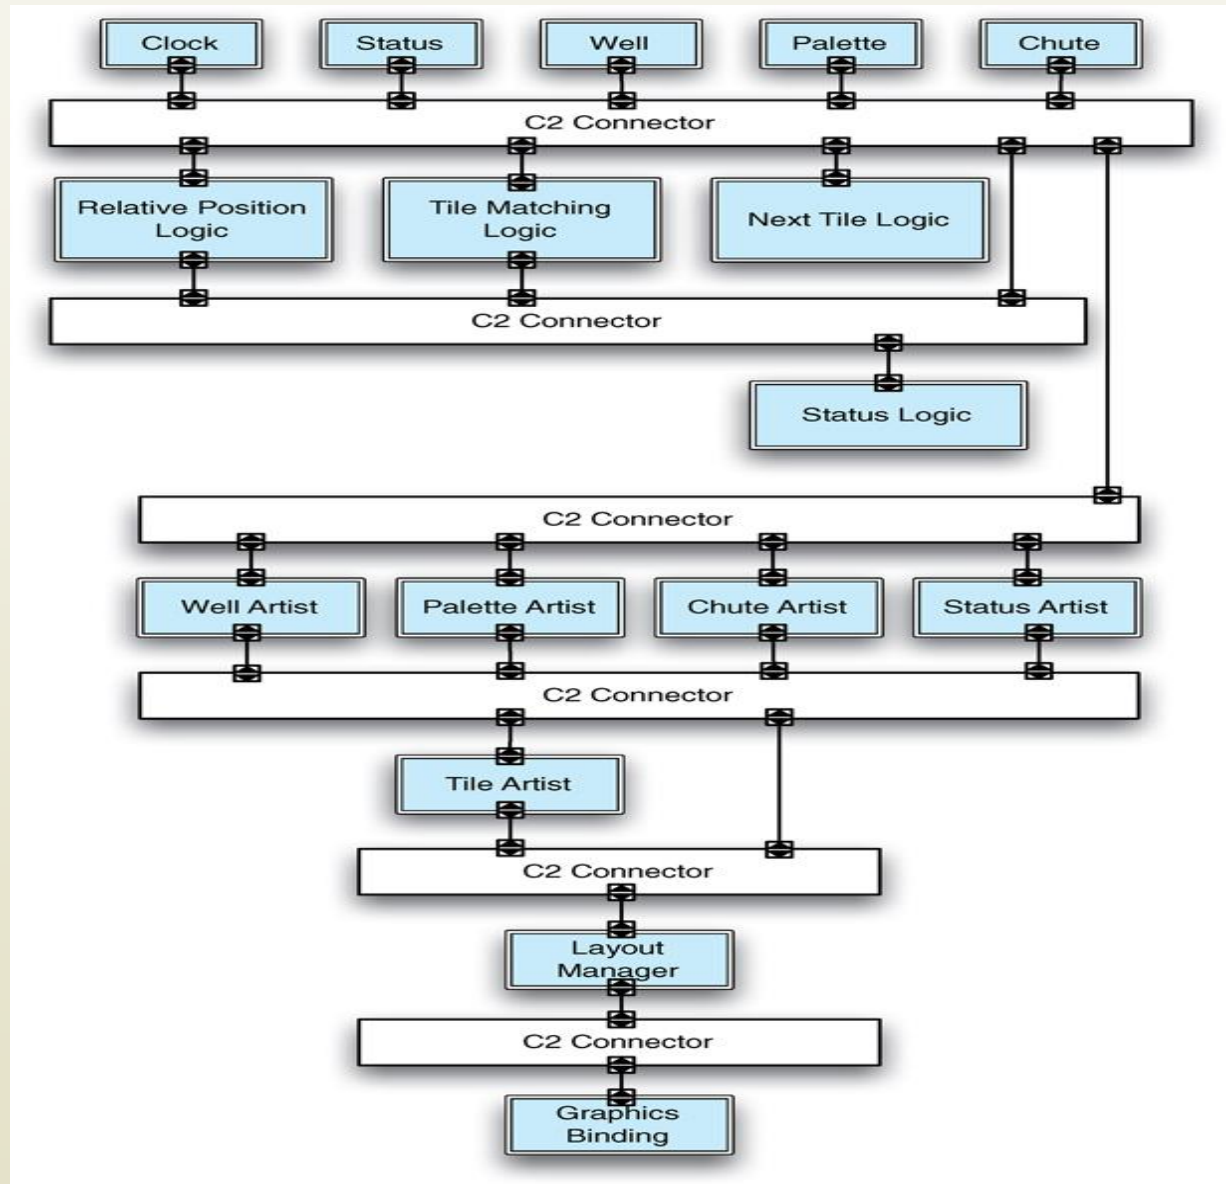 Clock
Status
Well
Palette
Chute
C2 Connector
Relative Position
Logic
Tile Matching
Logic
Next Tile Logic
C2 Connector
Status Logic
C2 Connector
Well Artist
Palette Artist
Chute Artist
Status Artist
C2 Connector
Tile Artist
C2 Connector
Layout
Manager
C2 Connector
Graphics
Binding